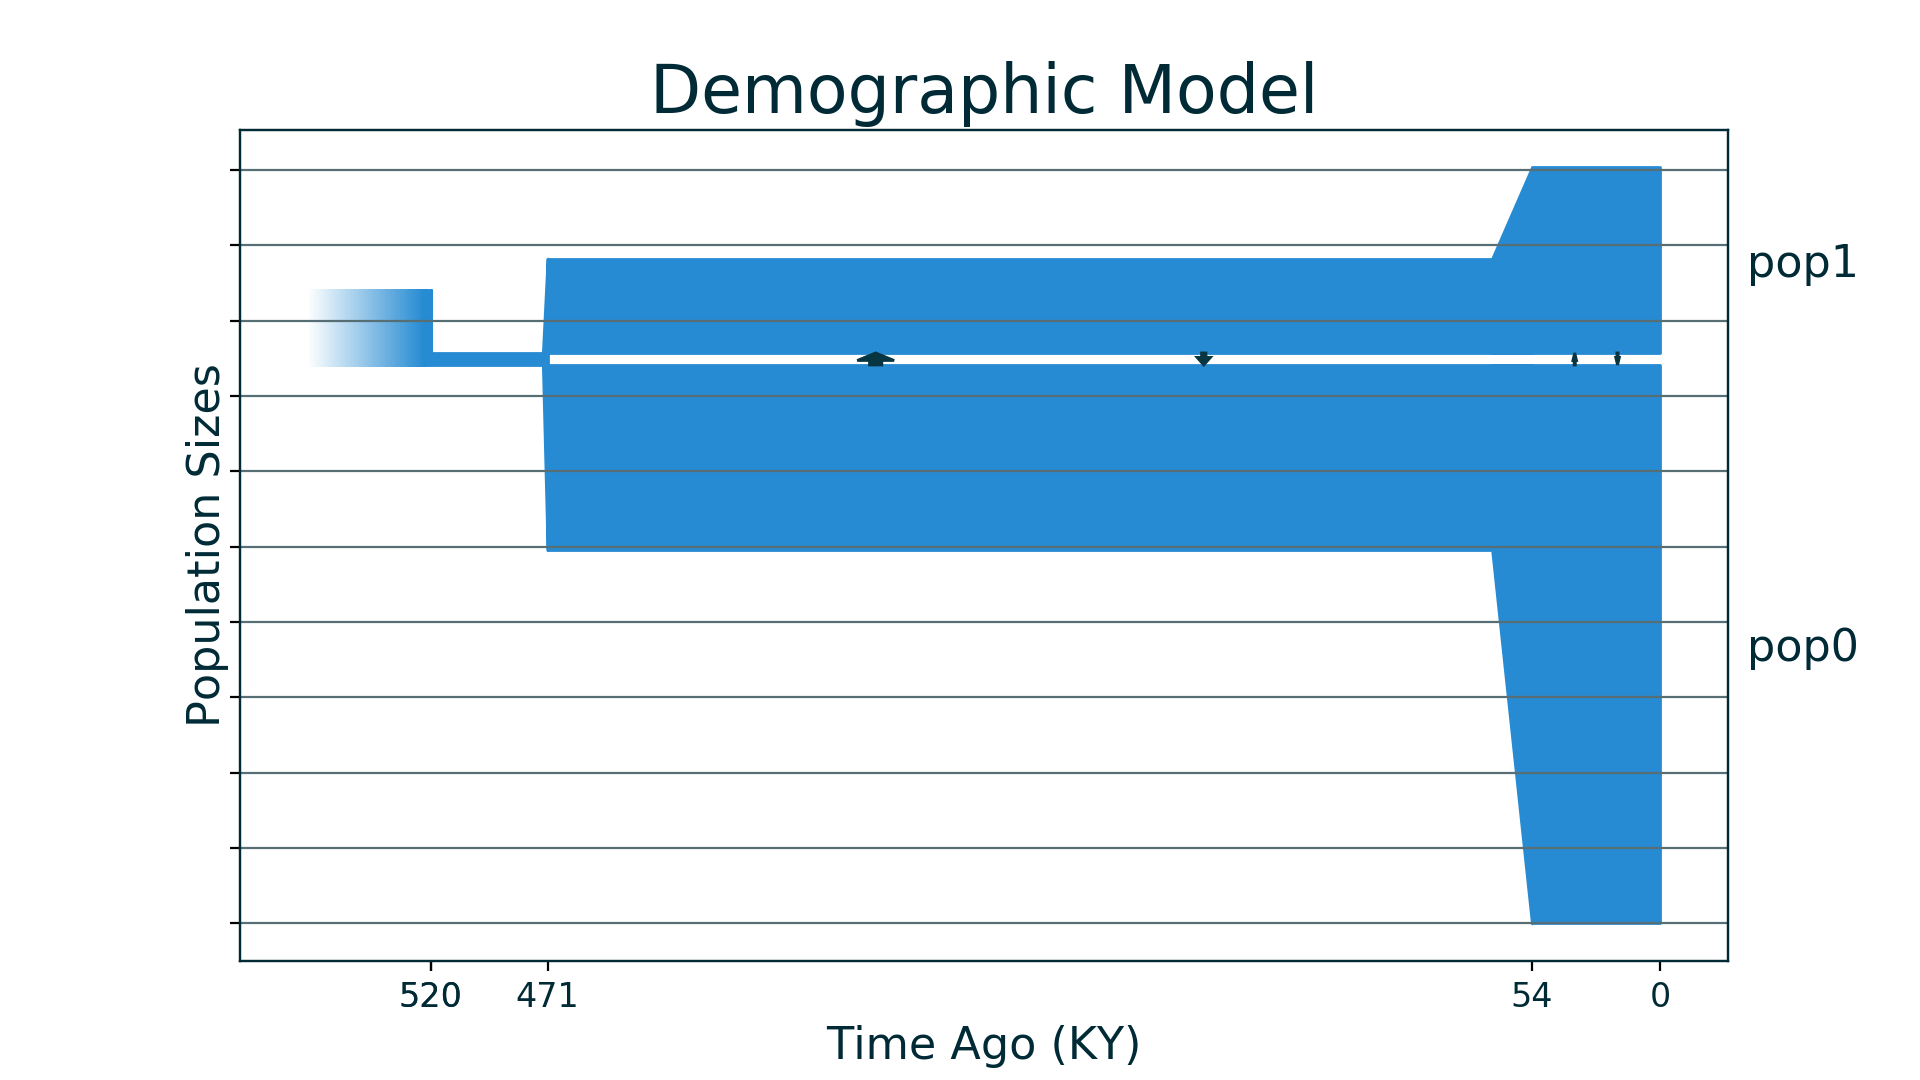 Demographic Model
pop1
Population Sizes
pop0
520 471 54 0
Time Ago (KY)